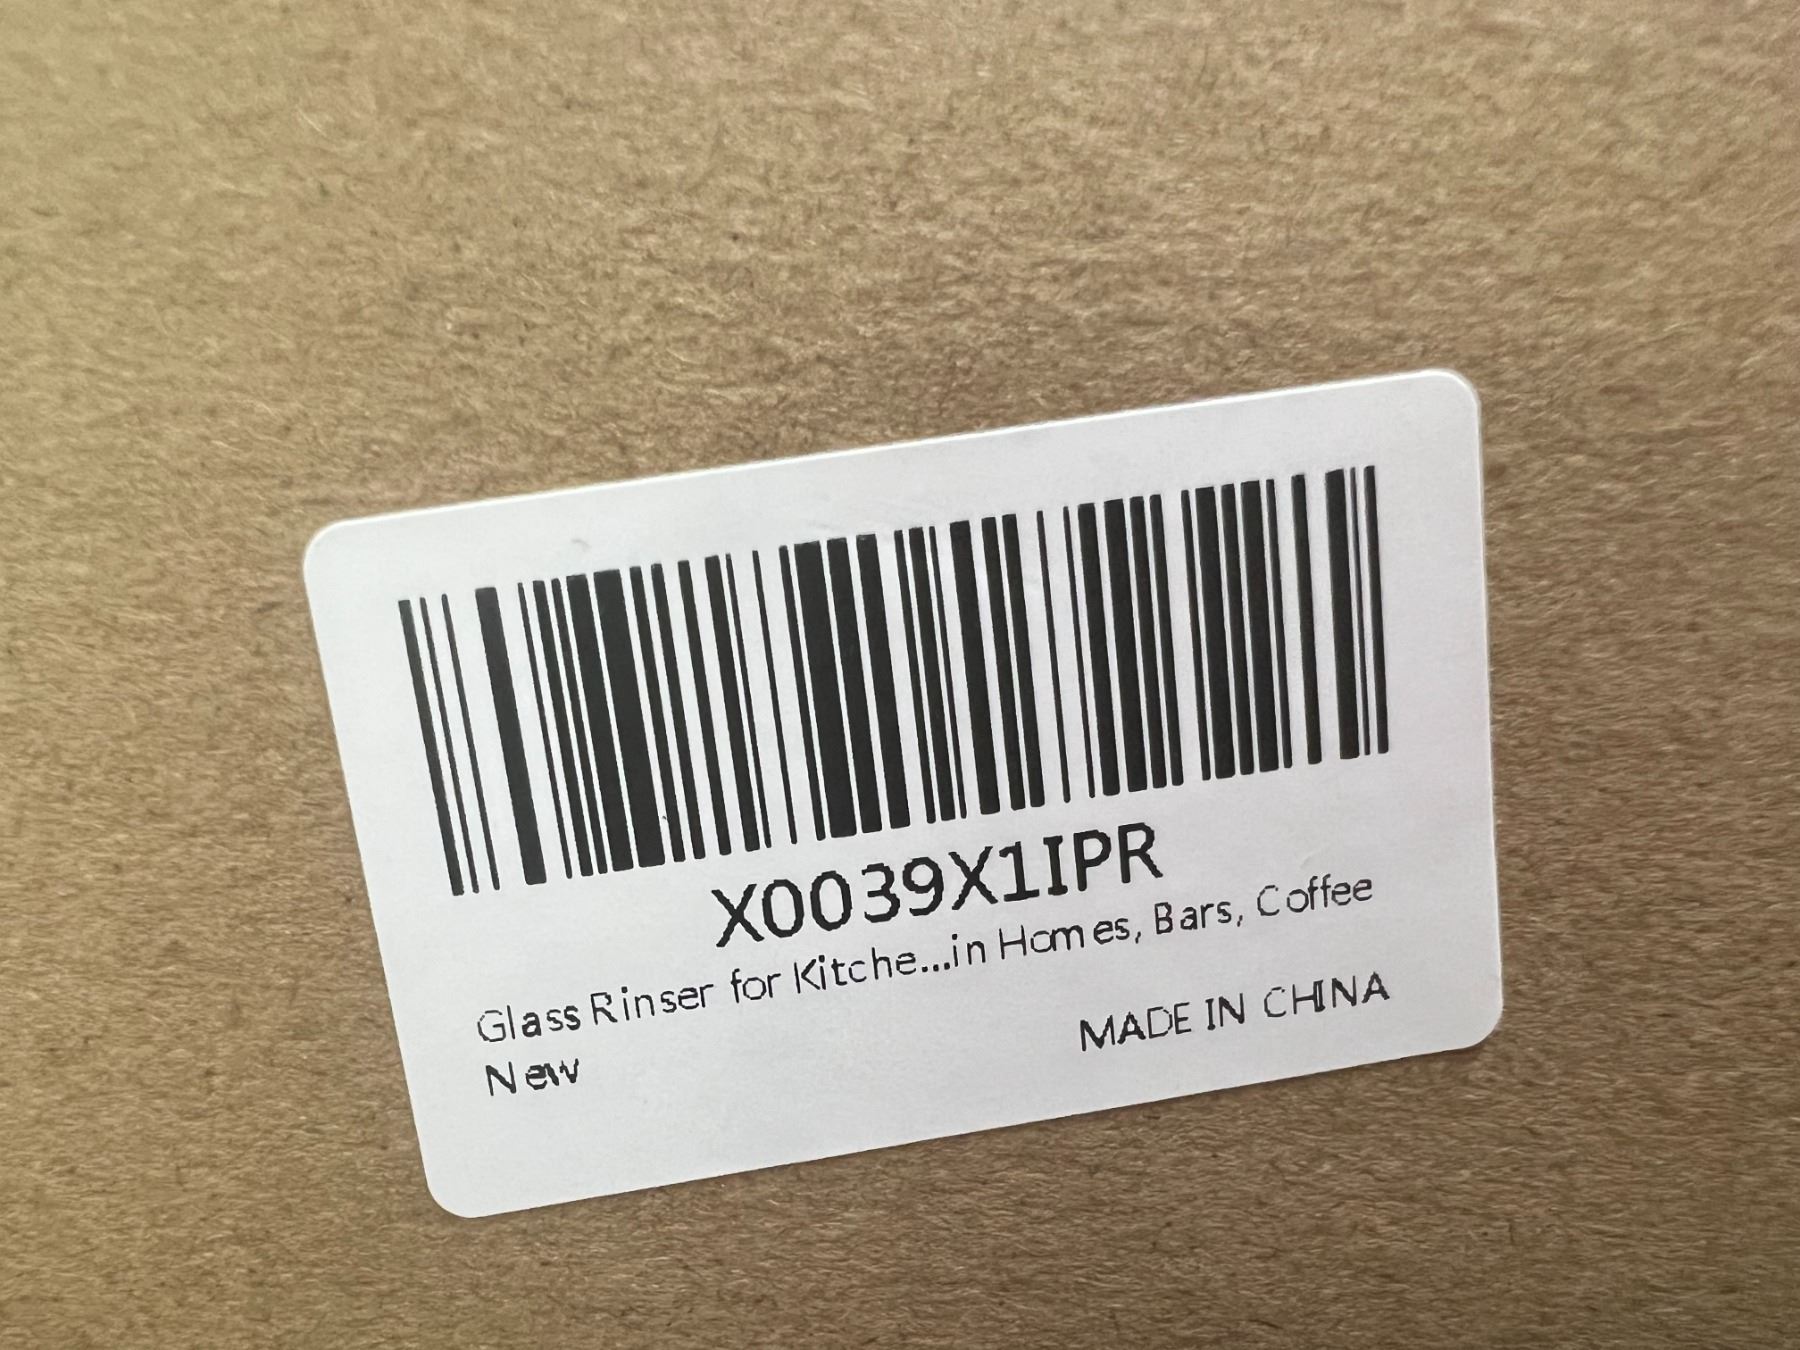 X0039X1IPR
Glass Rinser for Kitche...in Homes, Bars, Coffee
New
MADE IN CHINA